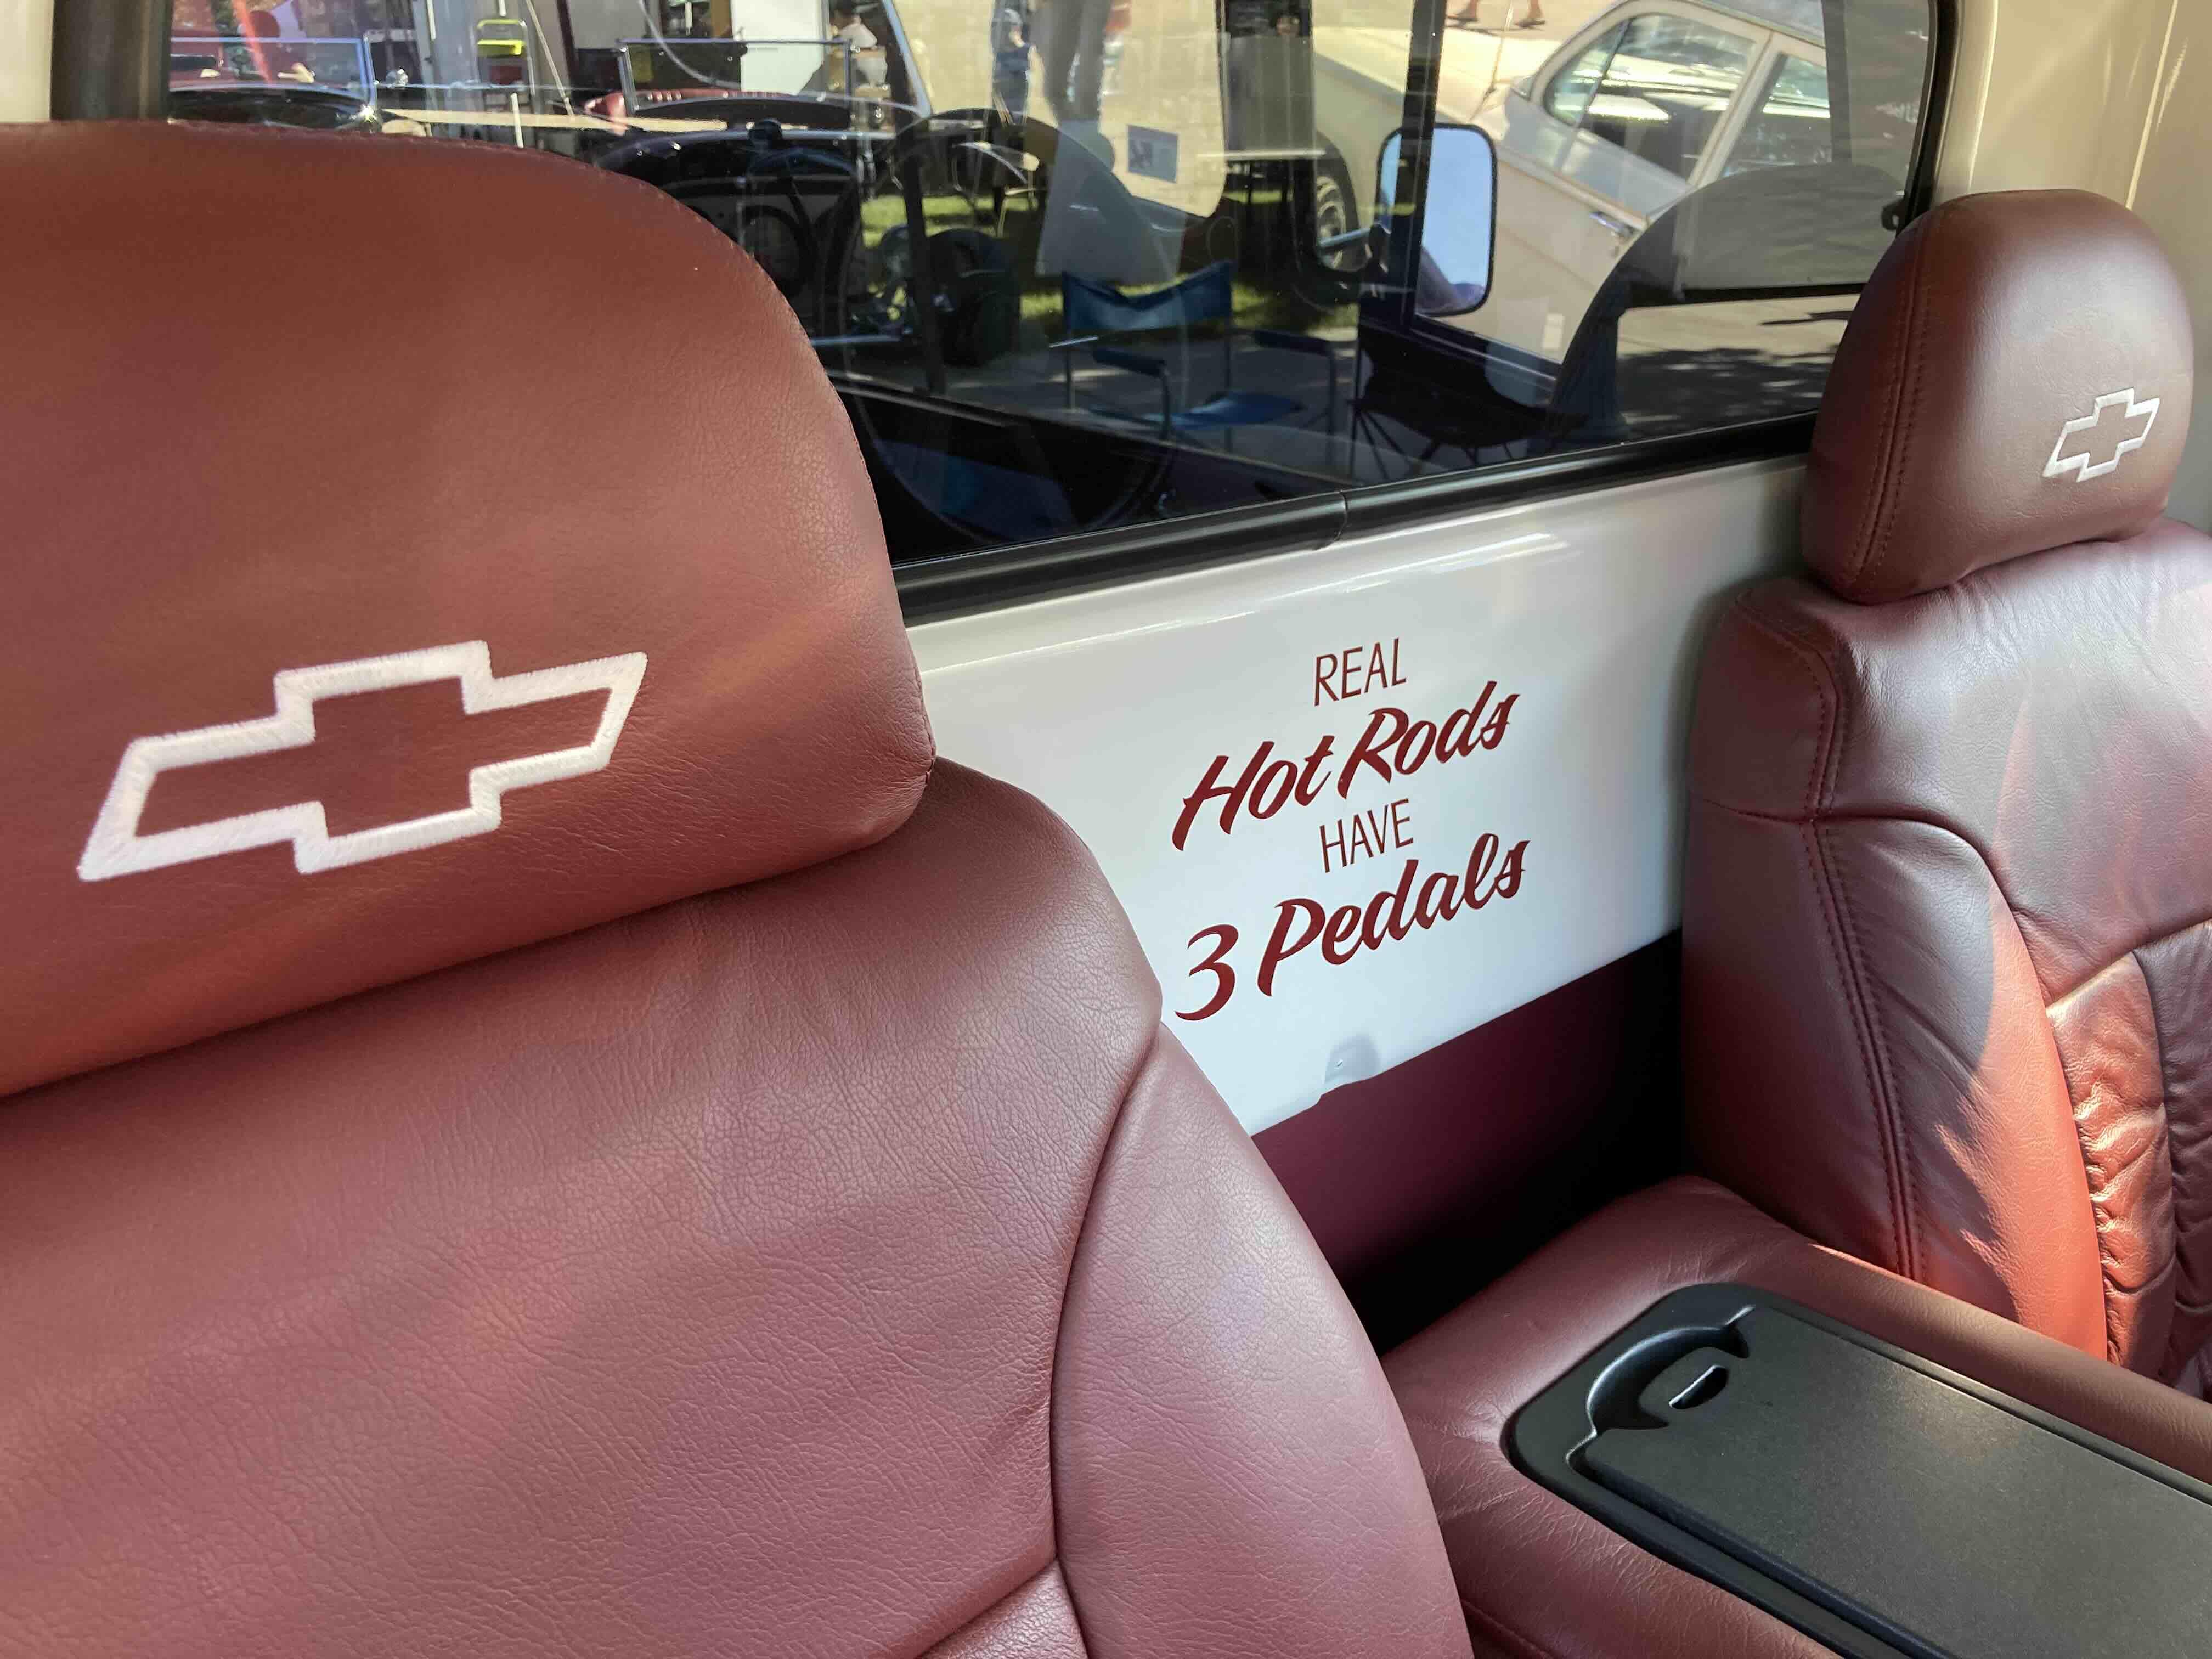 REAL
Hot Rods
HAVE
3 Pedals